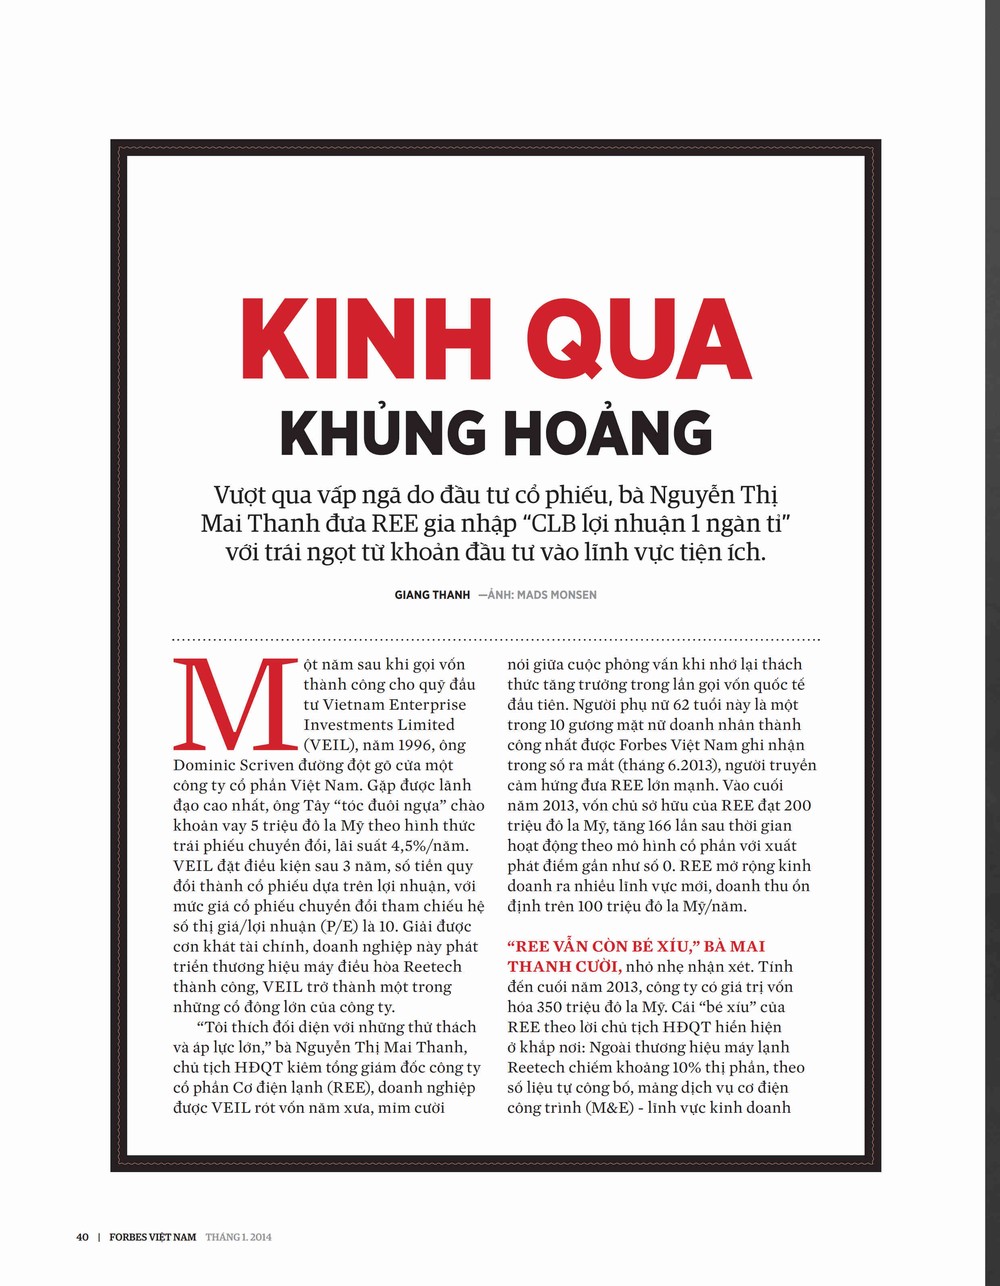 KINH QUA
KHỦNG HOẢNG
Vượt qua vấp ngã do đầu tư cổ phiếu, bà Nguyễn Thị
Mai Thanh đưa REE gia nhập “CLB lợi nhuận 1 ngàn tỉ”
với trái ngọt từ khoản đầu tư vào lĩnh vực tiện ích.
GIANG THANH —ẢNH: MADS MONSEN
Một năm sau khi gọi vốn
thành công cho quỹ đầu
tư Vietnam Enterprise
Investments Limited
(VEIL), năm 1996, ông
Dominic Scriven đường đột gõ cửa một
công ty cổ phần Việt Nam. Gặp được lãnh
đạo cao nhất, ông Tây “tóc đuôi ngựa” chào
khoản vay 5 triệu đô la Mỹ theo hình thức
trái phiếu chuyển đổi, lãi suất 4,5%/năm.
VEIL đặt điều kiện sau 3 năm, số tiền quy
đổi thành cổ phiếu dựa trên lợi nhuận, với
mức giá cổ phiếu chuyển đổi tham chiếu hệ
số thị giá/lợi nhuận (P/E) là 10. Giải được
cơn khát tài chính, doanh nghiệp này phát
triển thương hiệu máy điều hòa Reetech
thành công, VEIL trở thành một trong
những cổ đông lớn của công ty.
“Tôi thích đối diện với những thử thách
và áp lực lớn,” bà Nguyễn Thị Mai Thanh,
chủ tịch HĐQT kiêm tổng giám đốc công ty
cổ phần Cơ điện lạnh (REE), doanh nghiệp
được VEIL rót vốn năm xưa, mỉm cười
nói giữa cuộc phỏng vấn khi nhớ lại thách
thức tăng trưởng trong lần gọi vốn quốc tế
đầu tiên. Người phụ nữ 62 tuổi này là một
trong 10 gương mặt nữ doanh nhân thành
công nhất được Forbes Việt Nam ghi nhận
trong số ra mắt (tháng 6.2013), người truyền
cảm hứng đưa REE lớn mạnh. Vào cuối
năm 2013, vốn chủ sở hữu của REE đạt 200
triệu đô la Mỹ, tăng 166 lần sau thời gian
hoạt động theo mô hình cổ phần với xuất
phát điểm gần như số 0. REE mở rộng kinh
doanh ra nhiều lĩnh vực mới, doanh thu ổn
định trên 100 triệu đô la Mỹ/năm.
“REE VẪN CÒN BÉ XÍU,” BÀ MAI
THANH CƯỜI, nhỏ nhẹ nhận xét. Tính
đến cuối năm 2013, công ty có giá trị vốn
hóa 350 triệu đô la Mỹ. Cái “bé xíu” của
REE theo lời chủ tịch HĐQT hiển hiện
ở khắp nơi: Ngoài thương hiệu máy lạnh
Reetech chiếm khoảng 10% thị phần, theo
số liệu tự công bố, mảng dịch vụ cơ điện
công trình (M&E) - lĩnh vực kinh doanh
40 | FORBES VIỆT NAM THÁNG 1. 2014